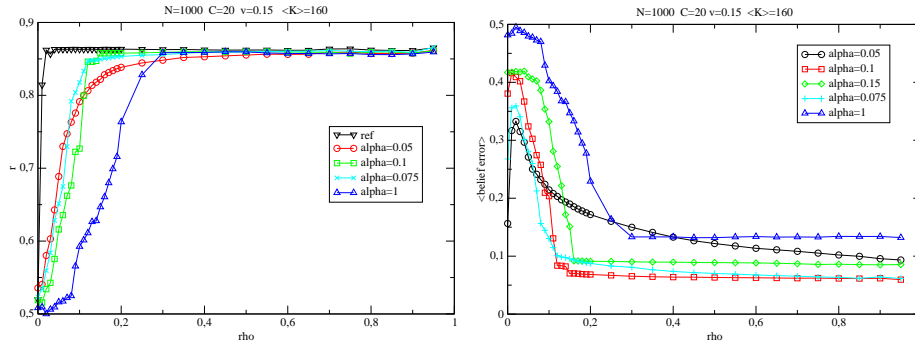 N=1000 C=20 v=0.15 <K>=160
r
0,9
0,8
0,7
0,6
0,5
0
0,2
0,4
0,6
0,8
1
rho
ref
alpha=0.05
alpha=0.1
alpha=0.075
alpha=1
N=1000 C=20 v=0.15 <K>=160
<belief error>
0,5
0,4
0,3
0,2
0,1
0
0
0,2
0,4
0,6
0,8
rho
alpha=0.05
alpha=0.1
alpha=0.15
alpha=0.075
alpha=1